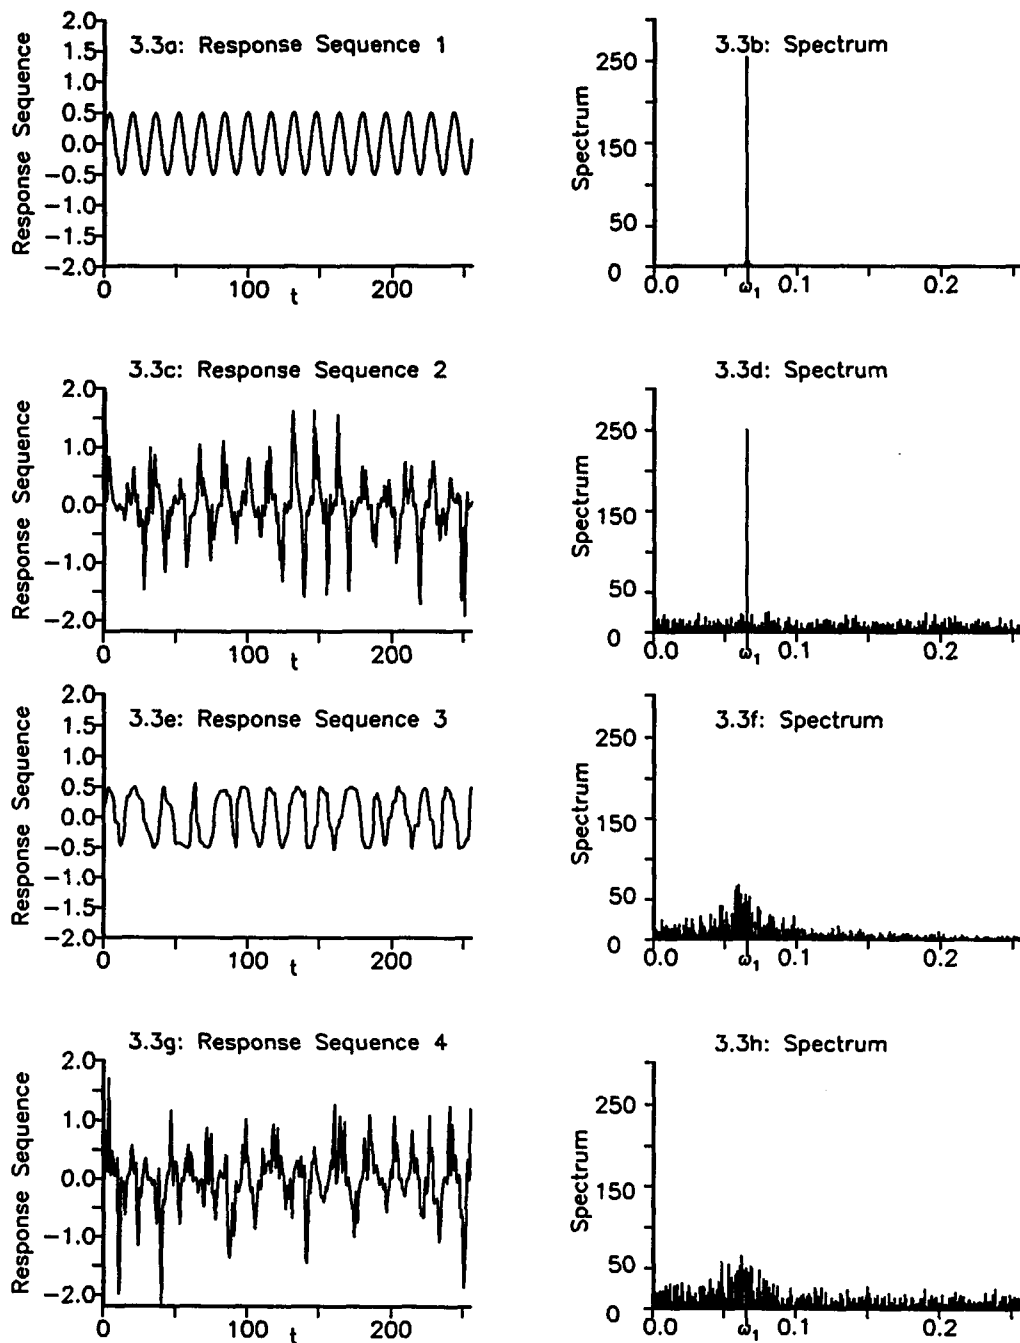 3.3a: Response Sequence 1
Response Sequence
2.0
1.5
1.0
0.5
0.0
−0.5
−1.0
−1.5
−2.0
0
100
200
t
3.3b: Spectrum
Spectrum
250
150
50
0
0.0
ω₁
0.1
0.2
3.3c: Response Sequence 2
Response Sequence
2.0
1.0
0.0
−1.0
−2.0
0
100
200
t
3.3d: Spectrum
Spectrum
250
150
50
0
0.0
ω₁
0.1
0.2
3.3e: Response Sequence 3
Response Sequence
2.0
1.5
1.0
0.5
0.0
−0.5
−1.0
−1.5
−2.0
0
100
200
t
3.3f: Spectrum
Spectrum
250
150
50
0
0.0
ω₁
0.1
0.2
3.3g: Response Sequence 4
Response Sequence
2.0
1.0
0.0
−1.0
−2.0
0
100
200
t
3.3h: Spectrum
Spectrum
250
150
50
0
0.0
ω₁
0.1
0.2